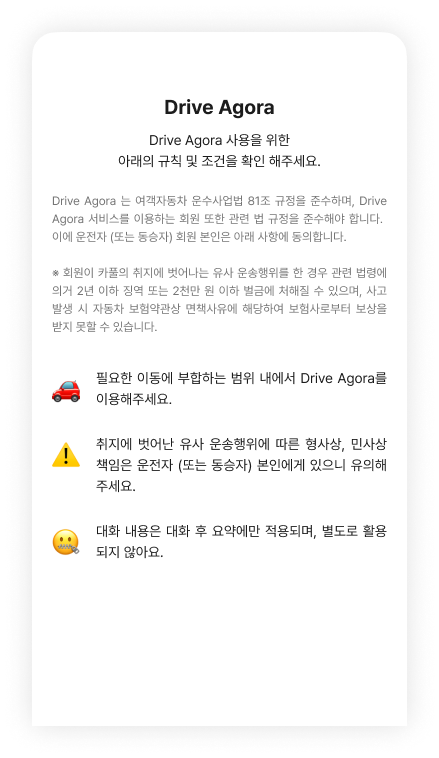 Drive Agora
Drive Agora 사용을 위한
아래의 규칙 및 조건을 확인 해주세요.
Drive Agora 는 여객자동차 운수사업법 81조 규정을 준수하며, Drive
Agora 서비스를 이용하는 회원 또한 관련 법 규정을 준수해야 합니다.
이에 운전자 (또는 동승자) 회원 본인은 아래 사항에 동의합니다.
※ 회원이 카풀의 취지에 벗어나는 유사 운송행위를 한 경우 관련 법령에
의거 2년 이하 징역 또는 2천만 원 이하 벌금에 처해질 수 있으며, 사고
발생 시 자동차 보험약관상 면책사유에 해당하여 보험사로부터 보상을
받지 못할 수 있습니다.
필요한 이동에 부합하는 범위 내에서 Drive Agora를
이용해주세요.
취지에 벗어난 유사 운송행위에 따른 형사상, 민사상
책임은 운전자 (또는 동승자) 본인에게 있으니 유의해
주세요.
대화 내용은 대화 후 요약에만 적용되며, 별도로 활용
되지 않아요.